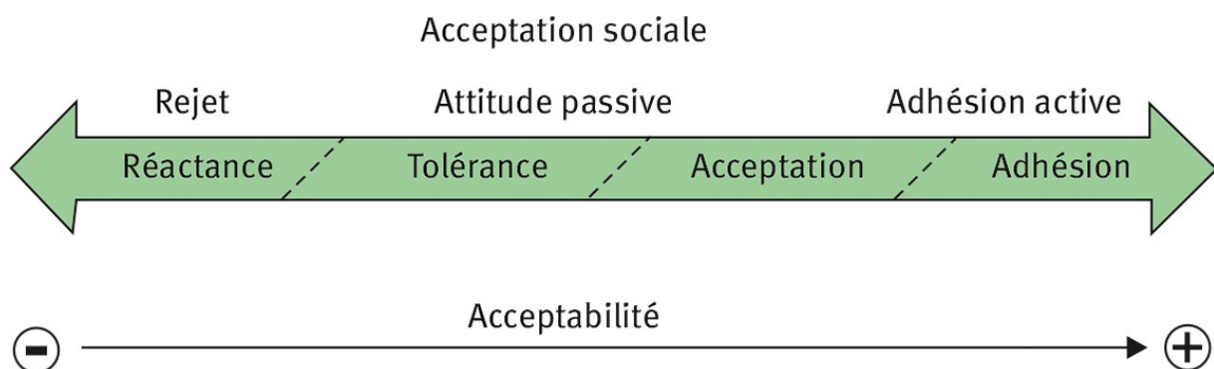 Acceptation sociale
Rejet Attitude passive Adhésion active
Réactance Tolérance Acceptation Adhésion
Acceptabilité
- +